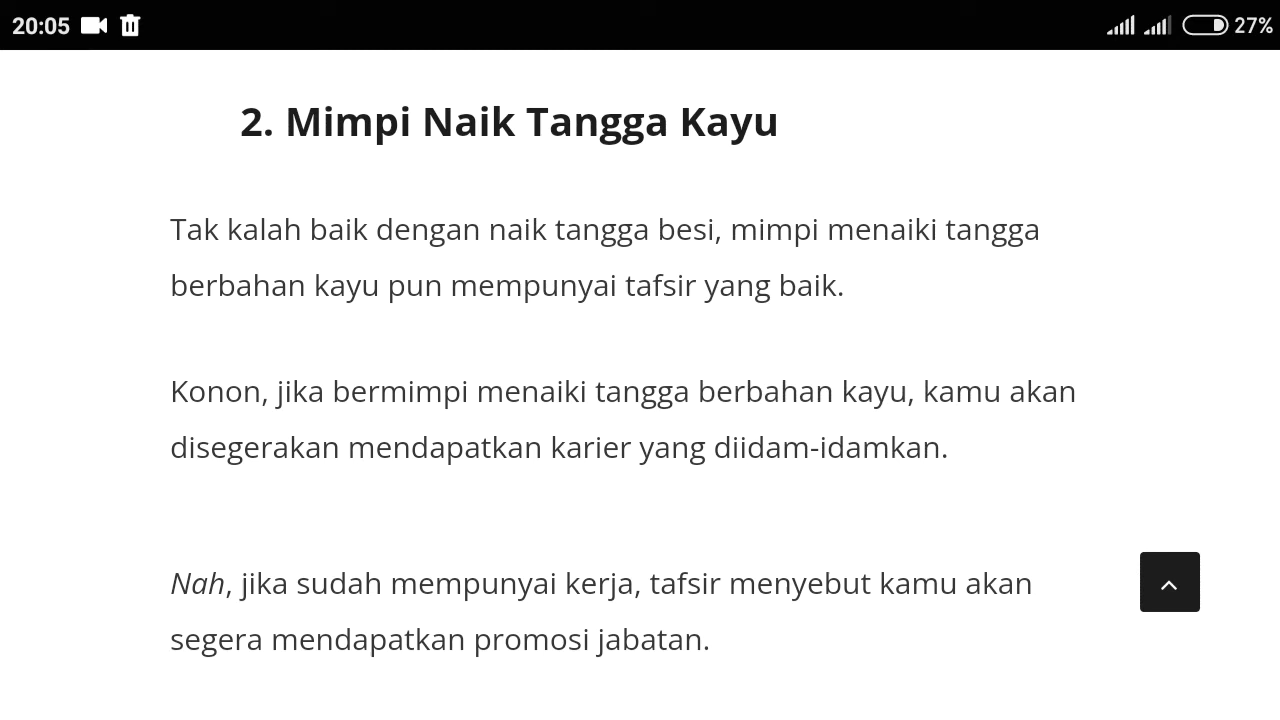 20:05
27%
2. Mimpi Naik Tangga Kayu
Tak kalah baik dengan naik tangga besi, mimpi menaiki tangga
berbahan kayu pun mempunyai tafsir yang baik.
Konon, jika bermimpi menaiki tangga berbahan kayu, kamu akan
disegerakan mendapatkan karier yang diidam-idamkan.
Nah, jika sudah mempunyai kerja, tafsir menyebut kamu akan
segera mendapatkan promosi jabatan.